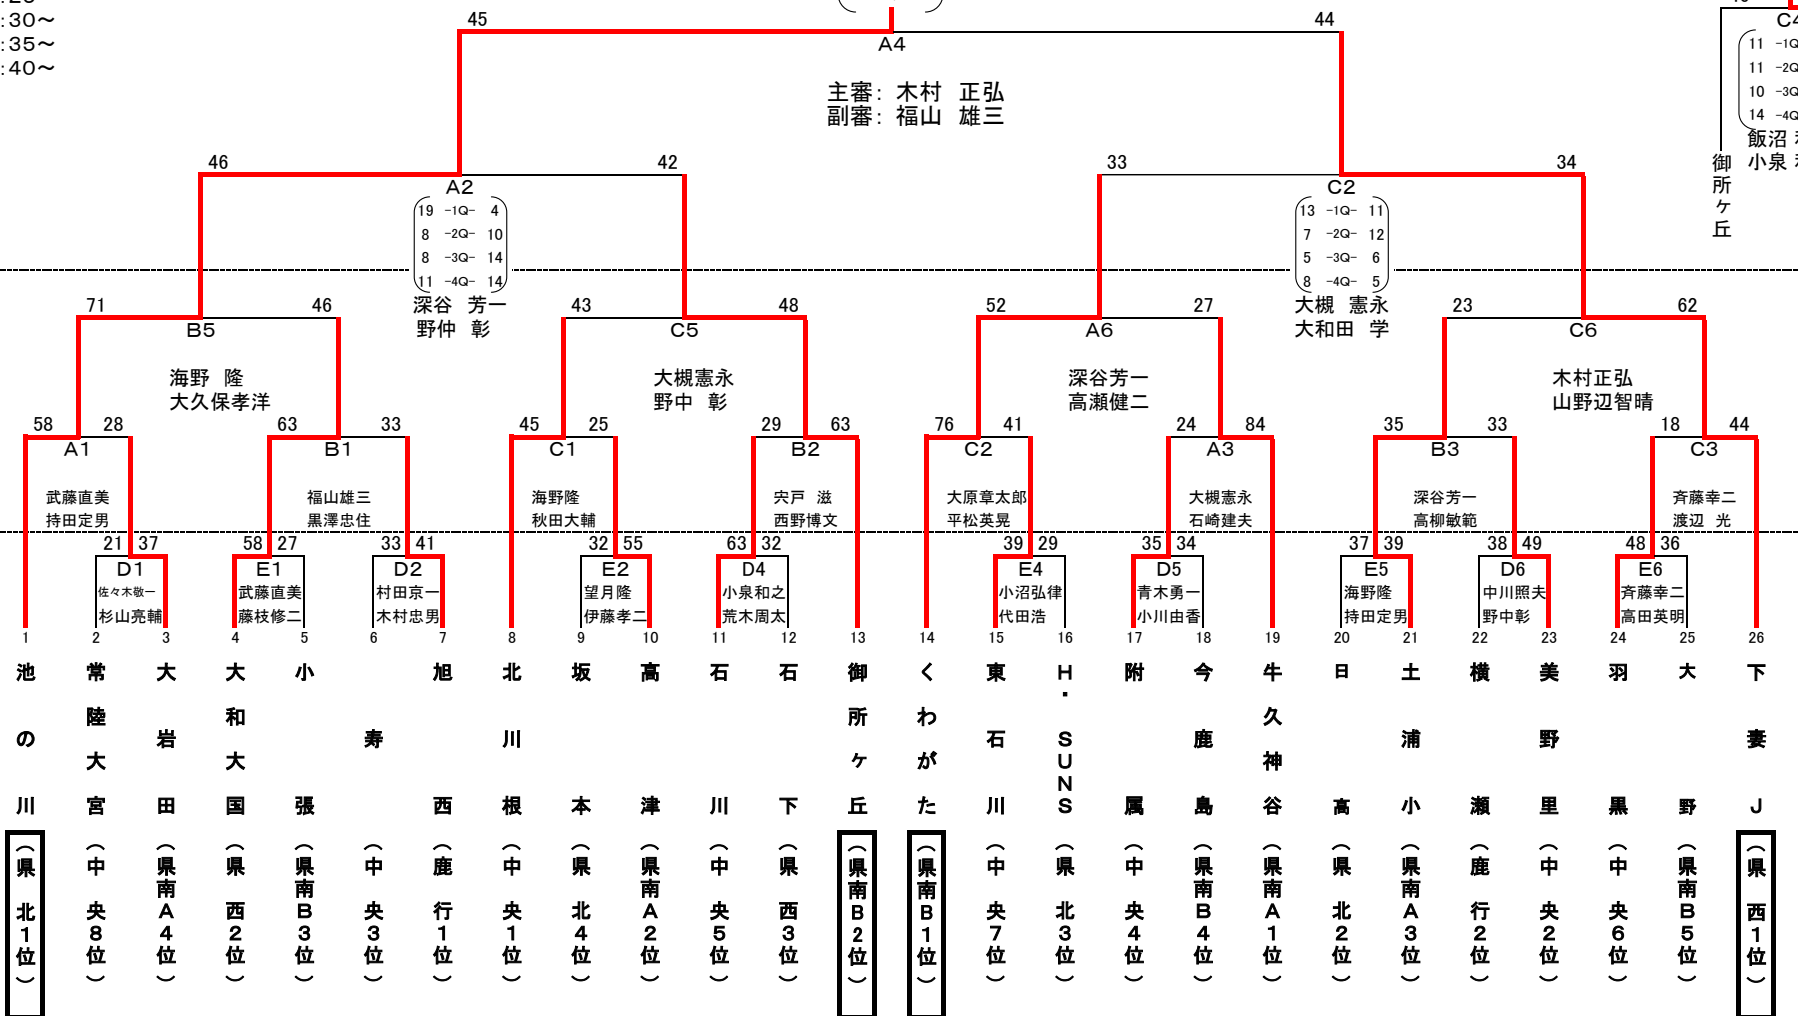 :30～
:35～
:40～
45
44
A4
主審： 木村 正弘
副審： 福山 雄三
C4
11 -1Q
11 -2Q
10 -3Q
14 -4Q
飯沼
小泉
御所ヶ丘
46
42
A2
19 -1Q- 4
8 -2Q- 10
8 -3Q- 14
11 -4Q- 14
深谷 芳一
野仲 彰
33
34
C2
13 -1Q- 11
7 -2Q- 12
5 -3Q- 6
8 -4Q- 5
大槻 憲永
大和田 学
71
46
B5
海野 隆
大久保孝洋
43
48
C5
大槻憲永
野中 彰
52
27
A6
深谷芳一
高瀬健二
23
62
C6
木村正弘
山野辺智晴
58 28
A1
武藤直美
持田定男
63 33
B1
福山雄三
黒澤忠住
45 25
C1
海野隆
秋田大輔
29 63
B2
宍戸 滋
西野博文
76 41
C2
大原章太郎
平松英晃
24 84
A3
大槻憲永
石崎建夫
35 33
B3
深谷芳一
高柳敏範
18 44
C3
斉藤幸二
渡辺 光
21 37
D1
佐々木敬一
杉山亮輔
58 27
E1
武藤直美
藤枝修二
33 41
D2
村田京一
木村忠男
32 55
E2
望月隆
伊藤孝二
63 32
D4
小泉和之
荒木周太
39 29
E4
小沼弘律
代田浩
35 34
D5
青木勇一
小川由香
37 39
E5
海野隆
持田定男
38 49
D6
中川照夫
野中彰
48 36
E6
斉藤幸二
高田英明
1 池の川 （県北1位）
2 常陸大宮 （中央8位）
3 大岩田 （県南A4位）
4 大和大国 （県西2位）
5 小張 （県南B3位）
6 寿 （中央3位）
7 旭西 （鹿行1位）
8 北川根 （中央1位）
9 坂本 （県北4位）
10 高津 （県南A2位）
11 石川 （中央5位）
12 石下 （県西3位）
13 御所ヶ丘 （県南B2位）
14 くわがた （県南B1位）
15 東石川 （中央7位）
16 H・SUNS （県北3位）
17 附属 （中央4位）
18 今鹿島 （県南B4位）
19 牛久神谷 （県南A1位）
20 日高 （県北2位）
21 土浦小 （県南A3位）
22 横瀬 （鹿行2位）
23 美野里 （中央2位）
24 羽黒 （中央6位）
25 大野 （県南B5位）
26 下妻J （県西1位）